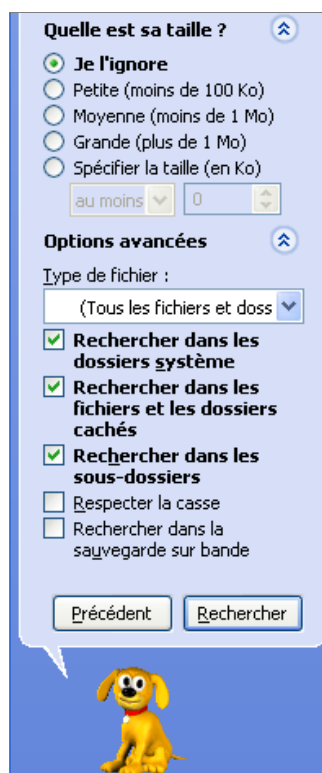 Quelle est sa taille ?
Je l'ignore
Petite (moins de 100 Ko)
Moyenne (moins de 1 Mo)
Grande (plus de 1 Mo)
Spécifier la taille (en Ko)
au moins 0
Options avancées
Type de fichier :
(Tous les fichiers et doss
Rechercher dans les
dossiers système
Rechercher dans les
fichiers et les dossiers
cachés
Rechercher dans les
sous-dossiers
Respecter la casse
Rechercher dans la
sauvegarde sur bande
Précédent Rechercher